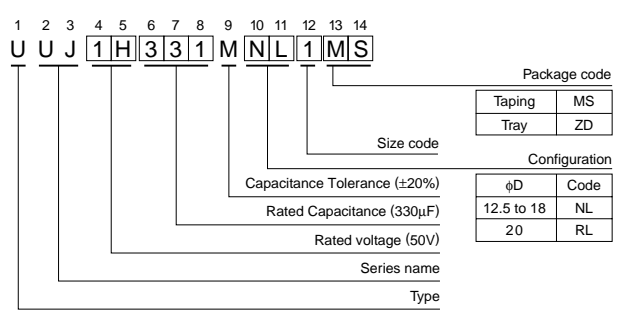 1 2 3 4 5 6 7 8 9 10 11 12 13 14
U U J 1 H 3 3 1 M N L 1 M S
Package code
Taping MS
Tray ZD
Size code
Configuration
Capacitance Tolerance (±20%)
ϕD Code
Rated Capacitance (330µF)
12.5 to 18 NL
20 RL
Rated voltage (50V)
Series name
Type